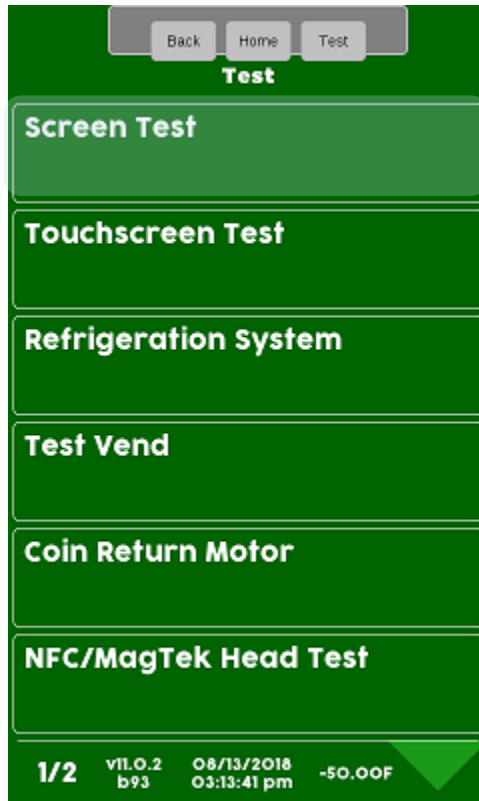 Back Home Test
Test
Screen Test
Touchscreen Test
Refrigeration System
Test Vend
Coin Return Motor
NFC/MagTek Head Test
1/2 v11.0.2 08/13/2018 -50.00F
b93 03:13:41 pm